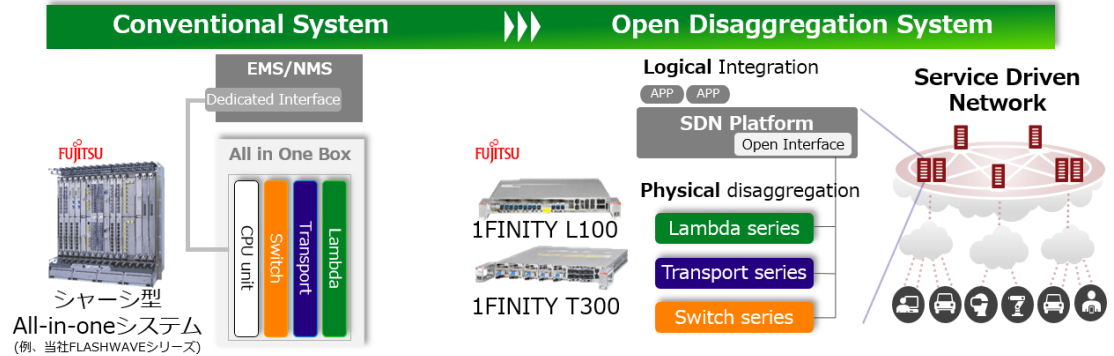 Conventional System
Open Disaggregation System
EMS/NMS
Dedicated Interface
FUJITSU
All in One Box
CPU unit
Switch
Transport
Lambda
シャーシ型
All-in-oneシステム
(例、当社FLASHWAVEシリーズ)
FUJITSU
1FINITY L100
1FINITY T300
Logical Integration
APP
APP
SDN Platform
Open Interface
Physical disaggregation
Lambda series
Transport series
Switch series
Service Driven
Network